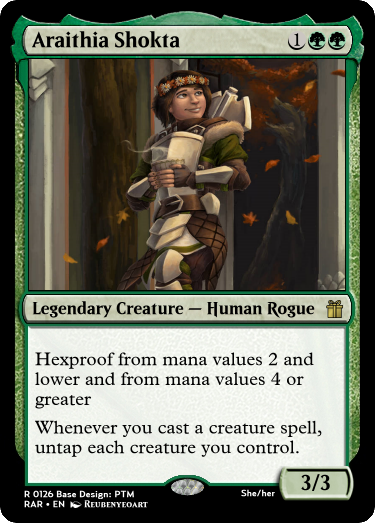 Araithia Shokta 1
Legendary Creature — Human Rogue
Hexproof from mana values 2 and
lower and from mana values 4 or
greater
Whenever you cast a creature spell,
untap each creature you control.
3/3
R 0126 Base Design: PTM She/her
RAR • EN Reubenyeoart